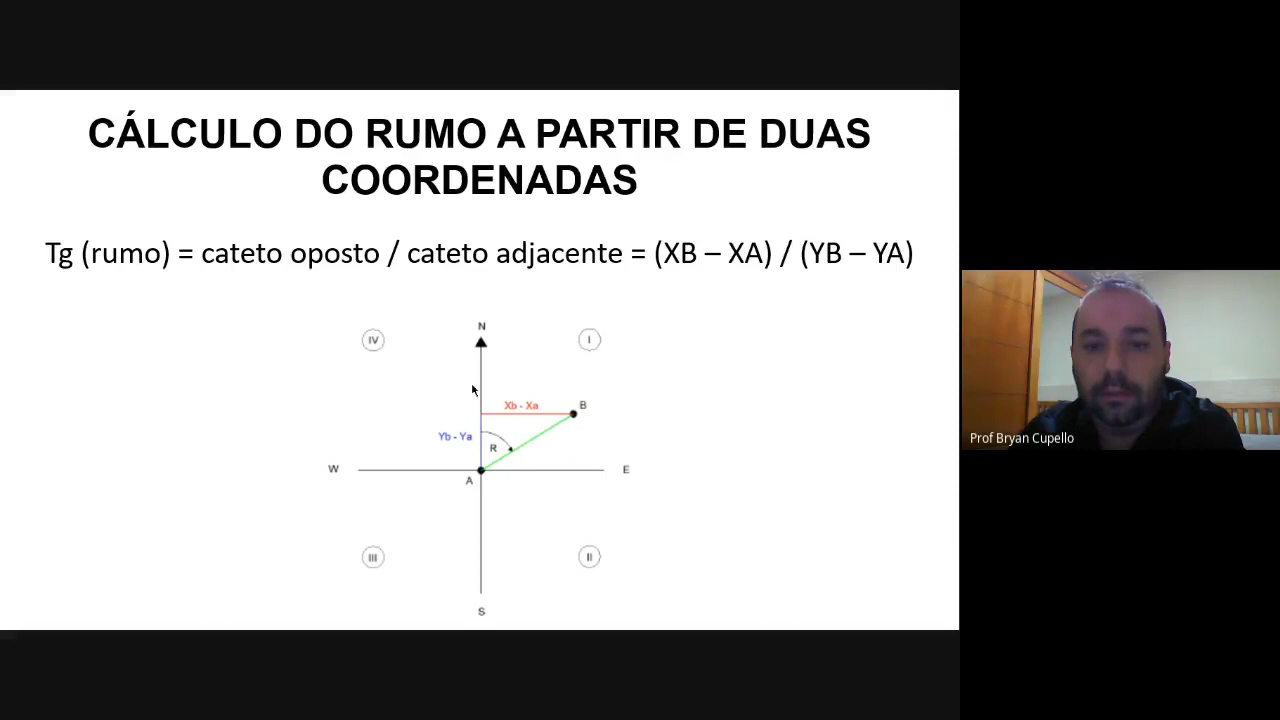 CÁLCULO DO RUMO A PARTIR DE DUAS
COORDENADAS
Tg (rumo) = cateto oposto / cateto adjacente = (XB – XA) / (YB – YA)
N
IV
I
Xb - Xa
B
Yb - Ya
R
W
E
A
III
II
S
Prof Bryan Cupello